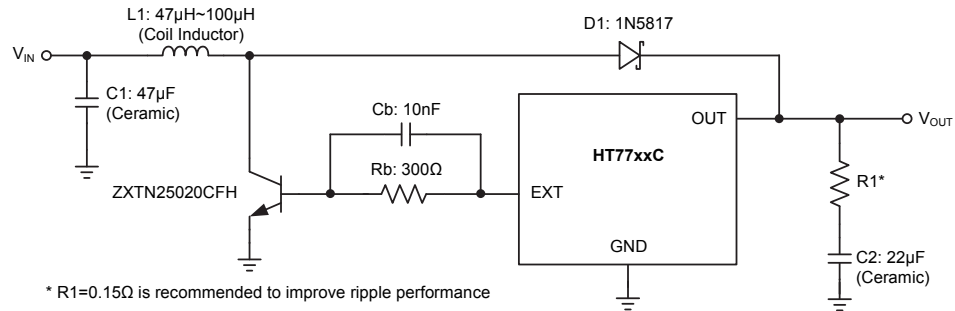 L1: 47µH~100µH
(Coil Inductor)
D1: 1N5817
VIN
C1: 47µF
(Ceramic)
Cb: 10nF
OUT
VOUT
HT77xxC
Rb: 300Ω
R1*
ZXTN25020CFH
EXT
GND
C2: 22µF
(Ceramic)
* R1=0.15Ω is recommended to improve ripple performance